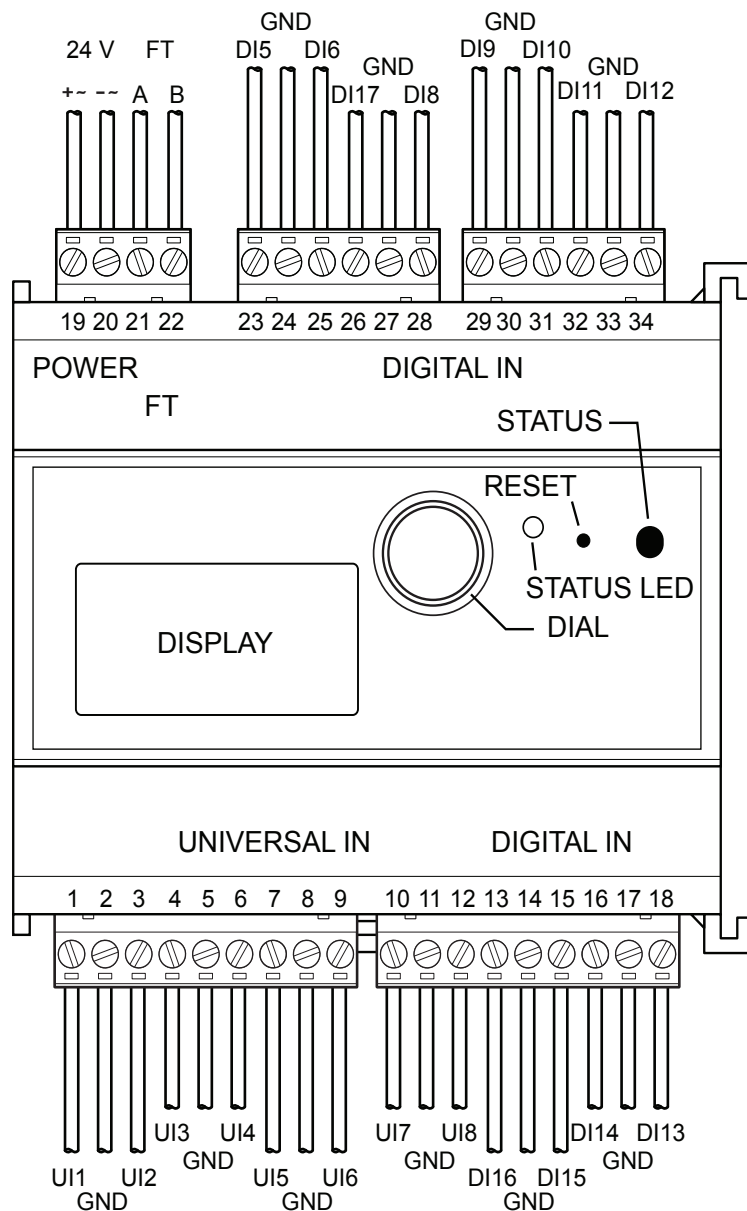 GND GND
24 V FT DI5 DI6 DI9 DI10
GND GND
+~ -~ A B DI17 DI8 DI11 DI12
19 20 21 22 23 24 25 26 27 28 29 30 31 32 33 34
POWER DIGITAL IN
FT
STATUS
RESET
STATUS LED
DIAL
DISPLAY
UNIVERSAL IN DIGITAL IN
1 2 3 4 5 6 7 8 9 10 11 12 13 14 15 16 17 18
UI3 UI4 UI7 UI8 DI14 DI13
GND GND GND
UI1 UI2 UI5 UI6 DI16 DI15
GND GND GND